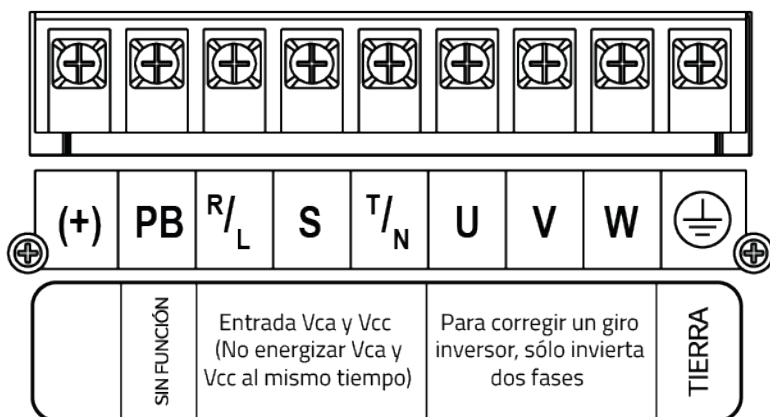 (+) PB R/L S T/N U V W
SIN FUNCIÓN
Entrada Vca y Vcc
(No energizar Vca y
Vcc al mismo tiempo)
Para corregir un giro
inversor, sólo invierta
dos fases
TIERRA